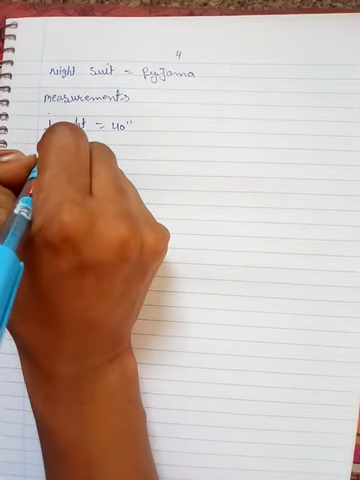 4
night suit = PyJama
measurements
= 40"